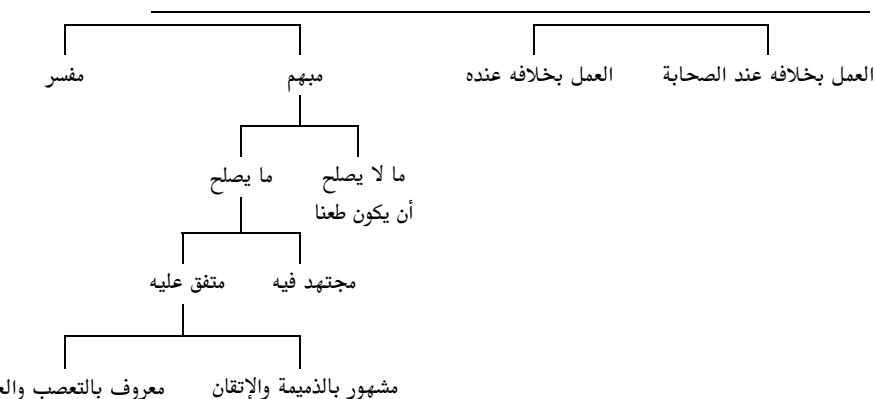 العمل بخلافه عند الصحابة
العمل بخلافه عنده
مبهم
مفسر
ما لا يصلح
أن يكون طعنا
ما يصلح
مجتهد فيه
متفق عليه
مشهور بالذميمة والإتقان
معروف بالتعصب